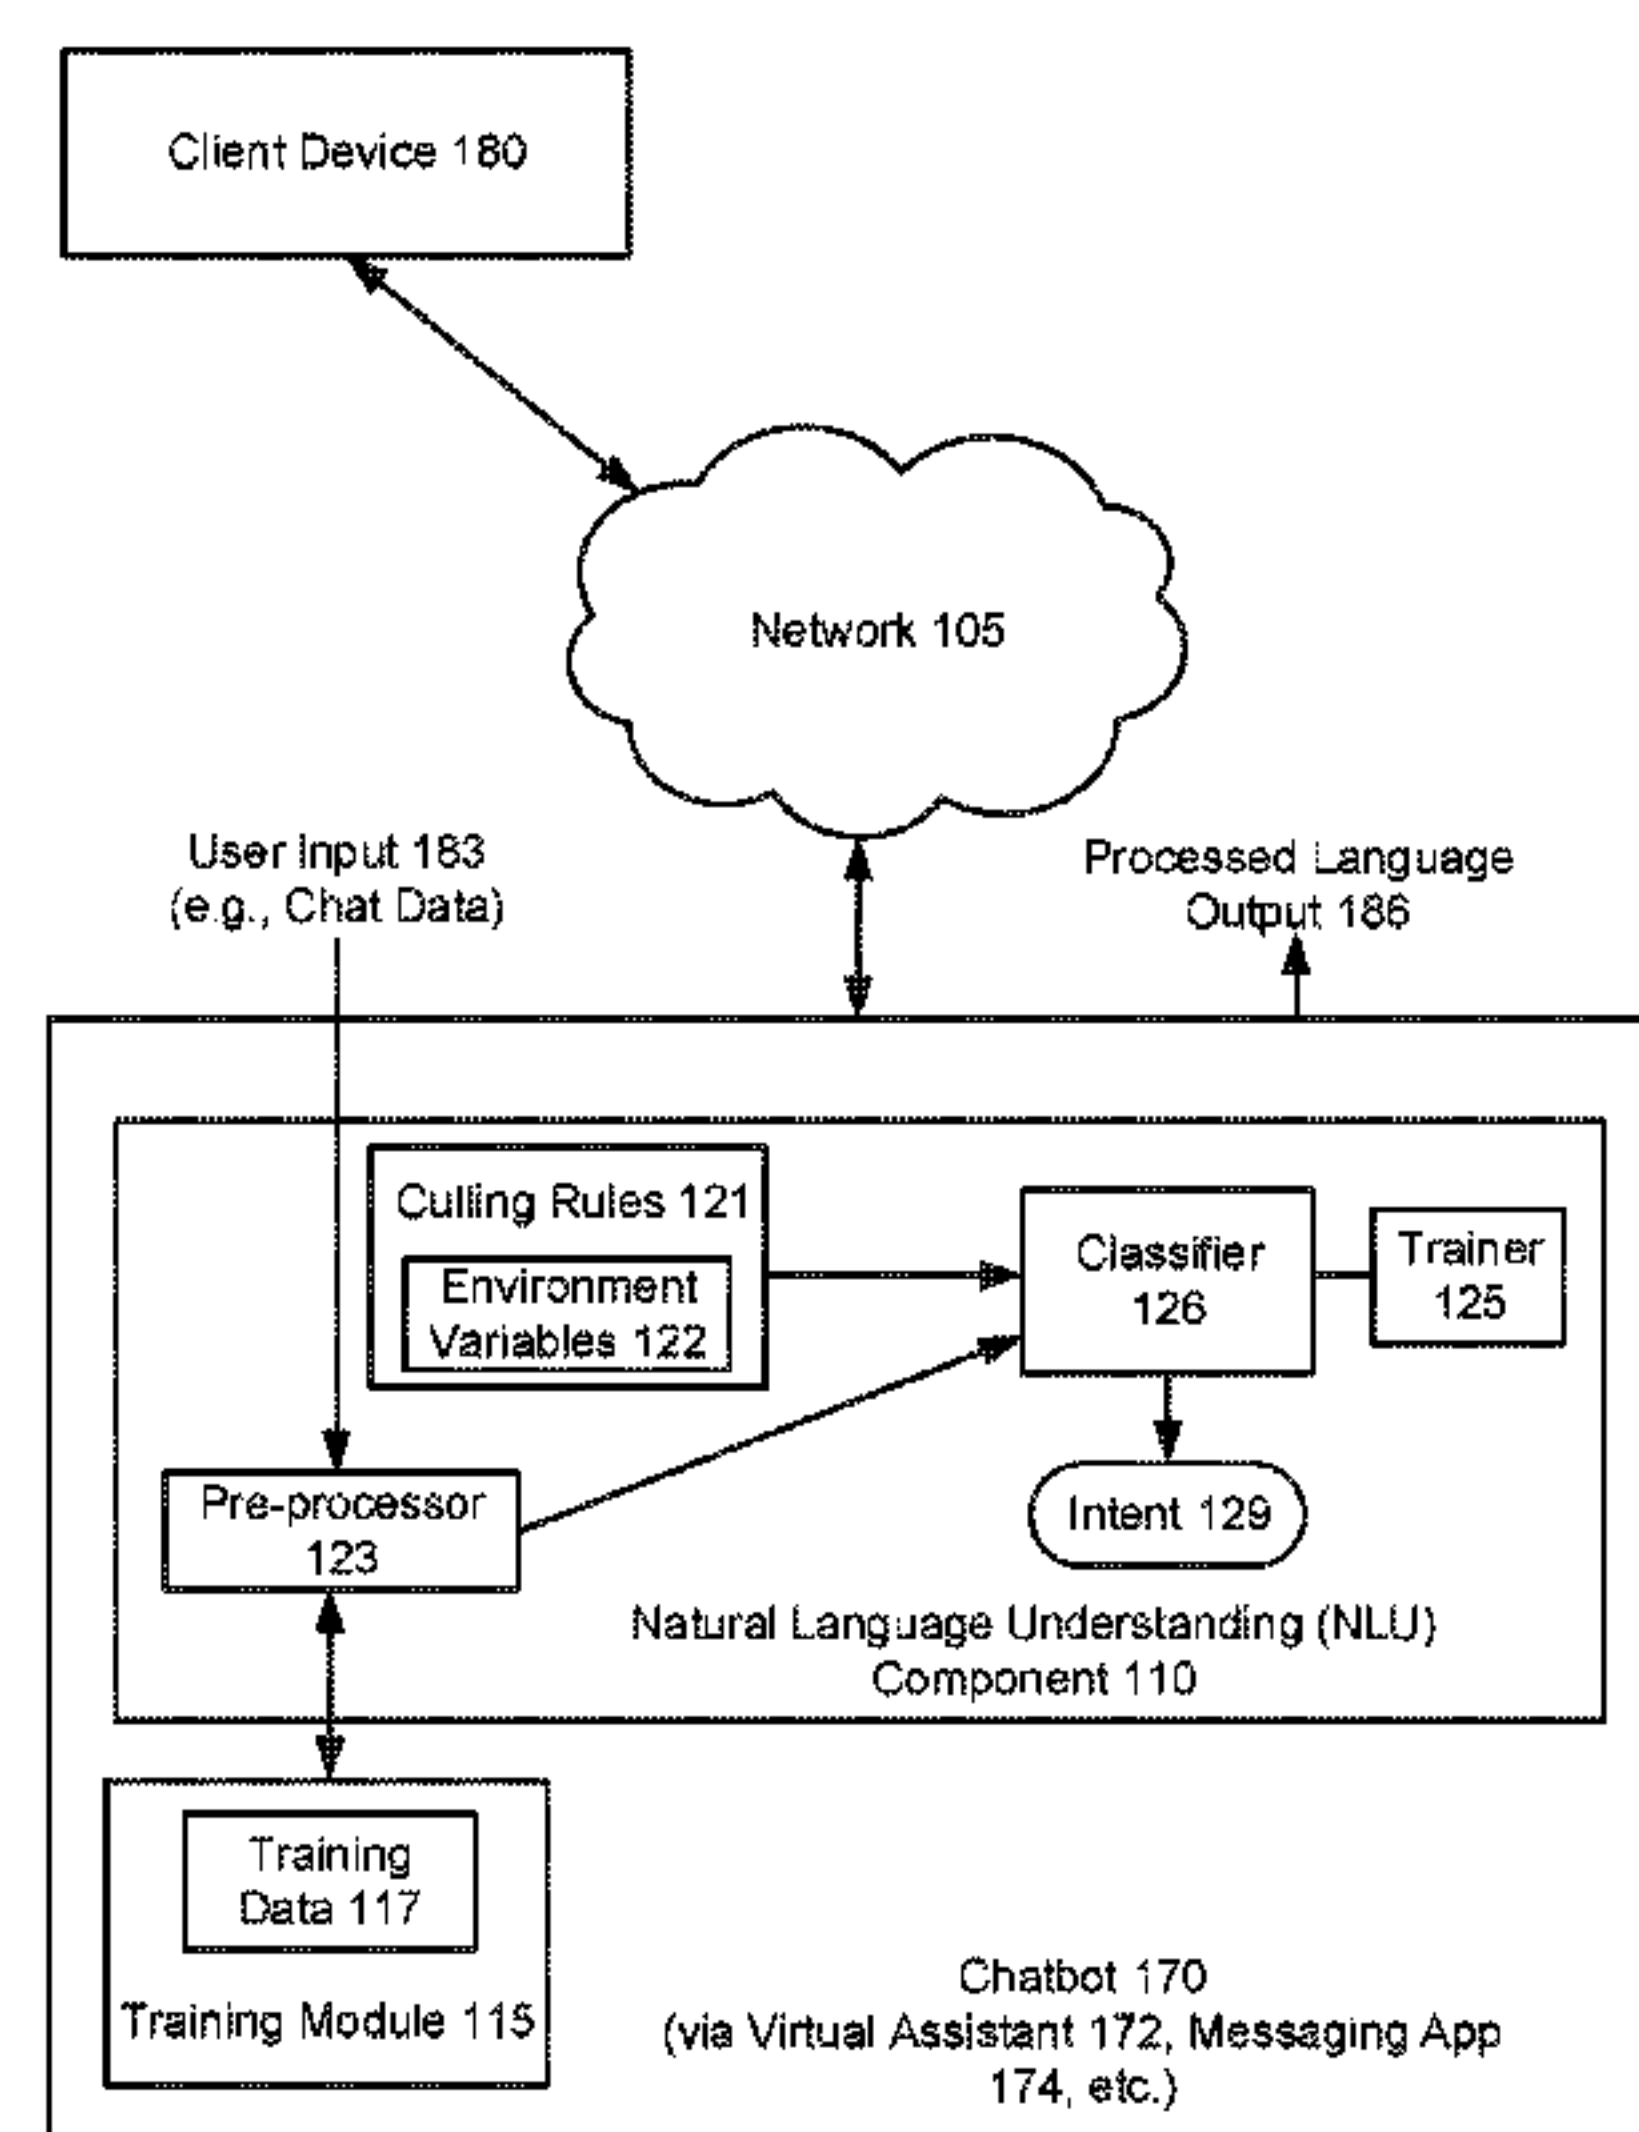 Client Device 180
Network 105
User Input 183
(e.g., Chat Data)
Processed Language
Output 186
Culling Rules 121
Environment
Variables 122
Classifier
126
Trainer
125
Pre-processor
123
Intent 129
Natural Language Understanding (NLU)
Component 110
Training
Data 117
Training Module 115
Chatbot 170
(via Virtual Assistant 172, Messaging App
174, etc.)